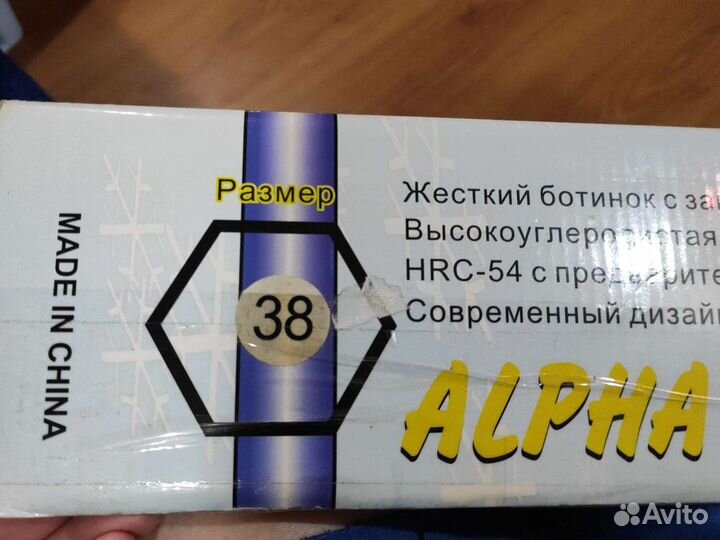 Размер
38
MADE IN CHINA
Жесткий ботинок с
Высокоуглеродистая
HRC-54 с
Современный
ALPHA
Avito